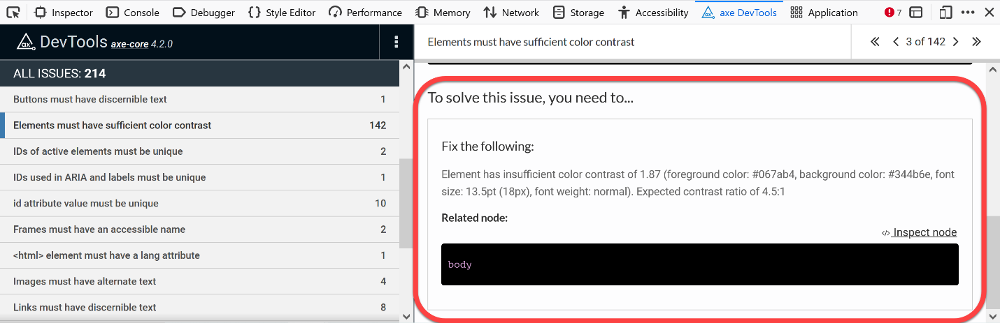 Inspector Console Debugger Style Editor Performance Memory Network Storage Accessibility axe DevTools Application 7
ax DevTools axe-core 4.2.0
Elements must have sufficient color contrast
3 of 142
ALL ISSUES: 214
Buttons must have discernible text 1
Elements must have sufficient color contrast 142
IDs of active elements must be unique 2
IDs used in ARIA and labels must be unique 1
id attribute value must be unique 10
Frames must have an accessible name 2
<html> element must have a lang attribute 1
Images must have alternate text 4
Links must have discernible text 8
To solve this issue, you need to...
Fix the following:
Element has insufficient color contrast of 1.87 (foreground color: #067ab4, background color: #344b6e, font
size: 13.5pt (18px), font weight: normal). Expected contrast ratio of 4.5:1
Related node:
</> Inspect node
body